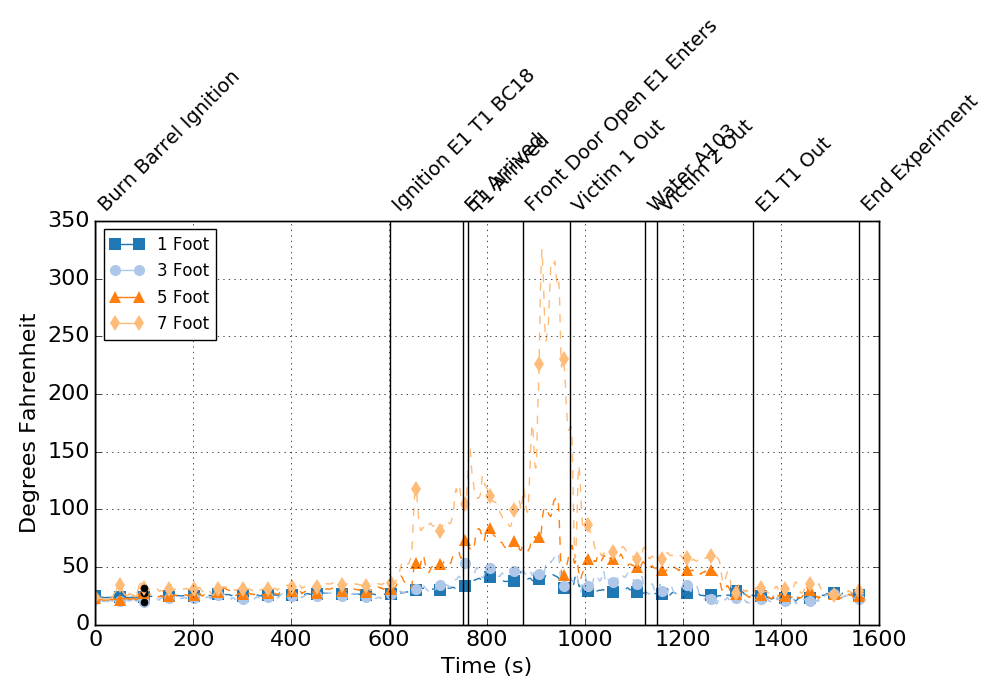 Burn Barrel Ignition
Ignition E1 T1 BC18
E1 Arrived
T1 Arrived
Front Door Open E1 Enters
Victim 1 Out
Water A103
Victim 2 Out
E1 T1 Out
End Experiment
350
300
250
200
150
100
50
0
Degrees Fahrenheit
1 Foot
3 Foot
5 Foot
7 Foot
0 200 400 600 800 1000 1200 1400 1600
Time (s)